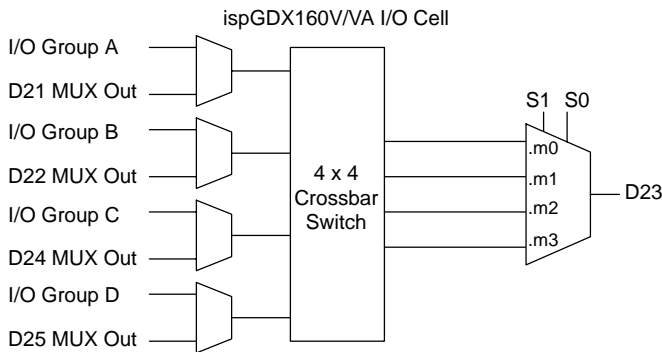 ispGDX160V/VA I/O Cell
I/O Group A
D21 MUX Out
I/O Group B
D22 MUX Out
I/O Group C
D24 MUX Out
I/O Group D
D25 MUX Out
4 x 4
Crossbar
Switch
S1 S0
.m0
.m1
.m2
.m3
D23